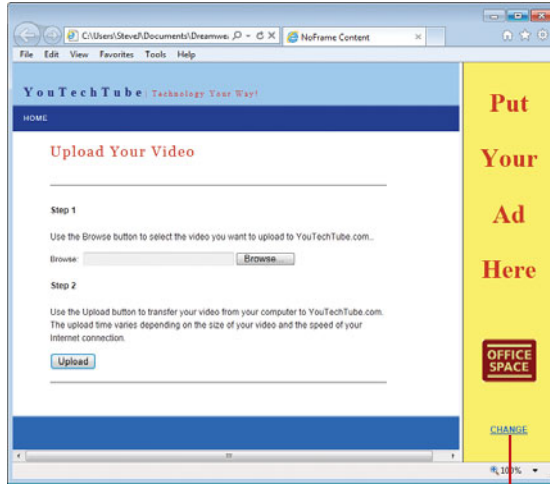 C:\Users\SteveJ\Documents\Dreamwe
NoFrame Content
File Edit View Favorites Tools Help
YouTechTube | Technology Your Way!
HOME
Upload Your Video
Step 1
Use the Browse button to select the video you want to upload to YouTechTube.com..
Browse: Browse...
Step 2
Use the Upload button to transfer your video from your computer to YouTechTube.com.
The upload time varies depending on the size of your video and the speed of your
Internet connection.
Upload
Put
Your
Ad
Here
OFFICE
SPACE
CHANGE
100%